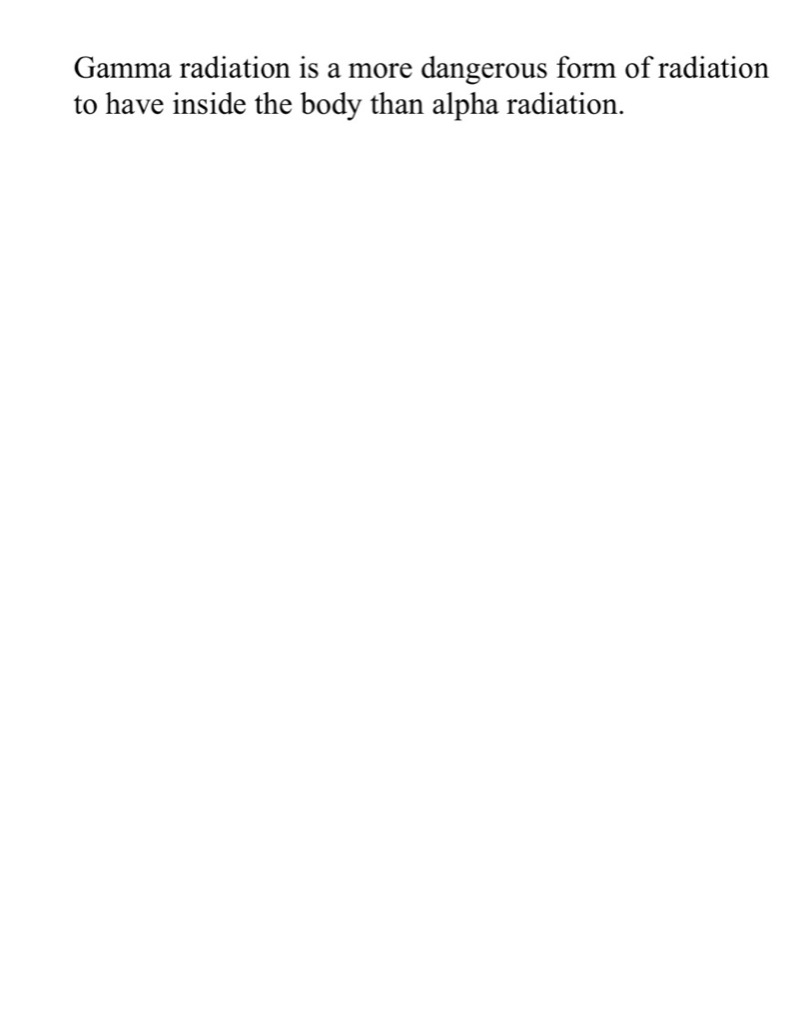 Gamma radiation is a more dangerous form of radiation
to have inside the body than alpha radiation.